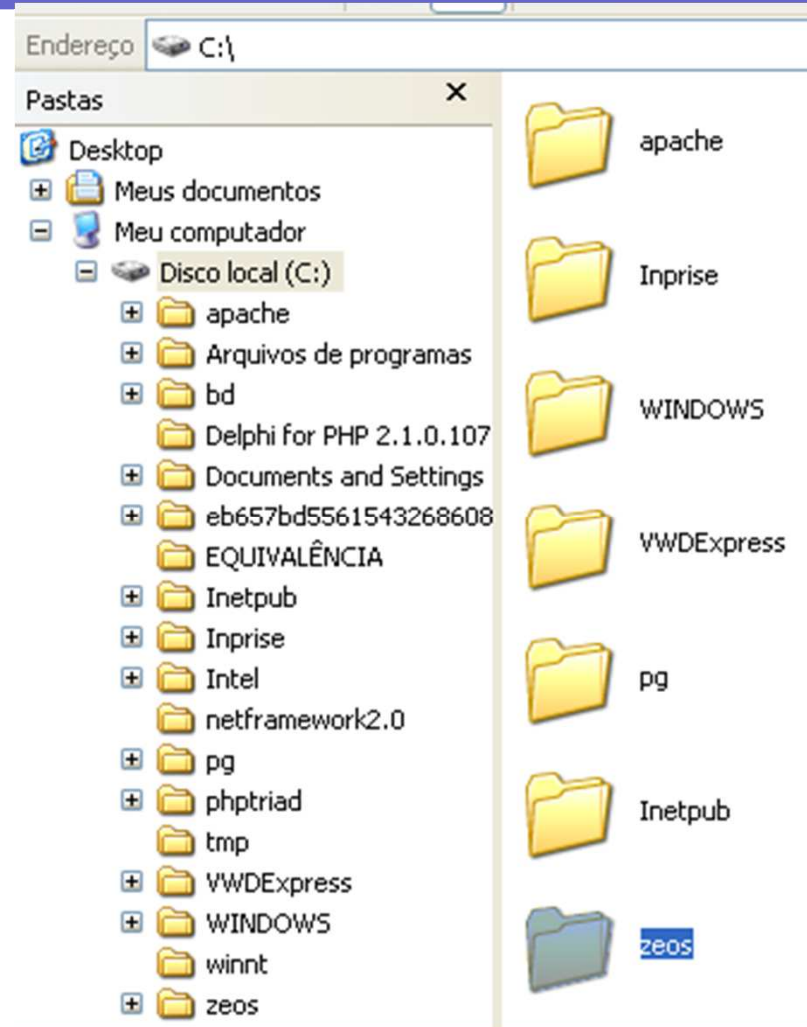 Endereço C:\
Pastas
Desktop
Meus documentos
Meu computador
Disco local (C:)
apache
Arquivos de programas
bd
Delphi for PHP 2.1.0.107
Documents and Settings
eb657bd5561543268608
EQUIVALÊNCIA
Inetpub
Inprise
Intel
netframework2.0
pg
phptriad
tmp
VWDExpress
WINDOWS
winnt
zeos
apache
Inprise
WINDOWS
VWDExpress
pg
Inetpub
zeos